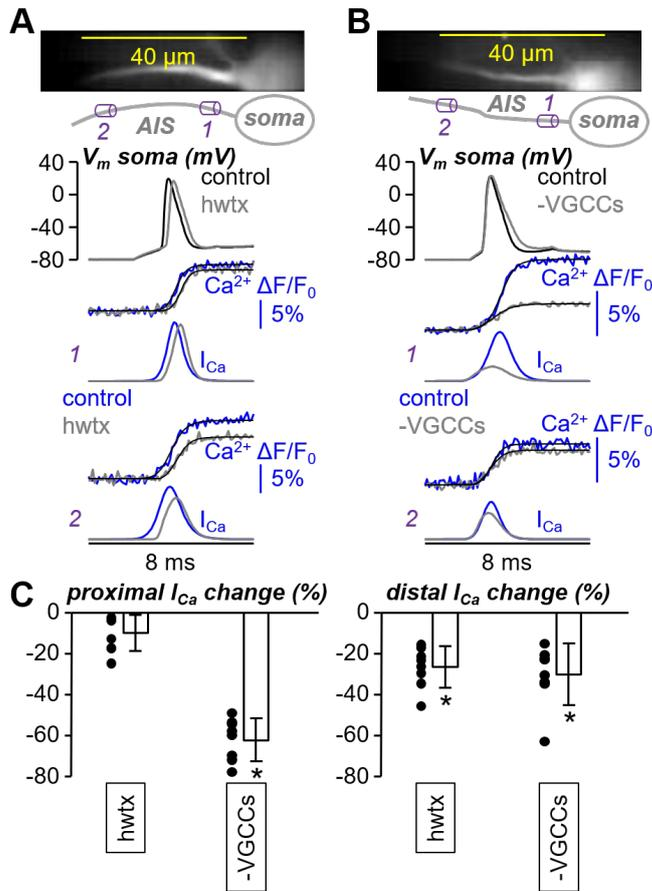 A
40 µm
2
AIS
1
soma
Vm soma (mV)
40
0
-40
-80
control
hwtx
Ca2+ ΔF/F0
5%
1
ICa
control
hwtx
Ca2+ ΔF/F0
5%
2
ICa
8 ms
B
40 µm
2
AIS
1
soma
Vm soma (mV)
40
0
-40
-80
control
-VGCCs
Ca2+ ΔF/F0
5%
1
ICa
control
-VGCCs
Ca2+ ΔF/F0
5%
2
ICa
8 ms
C
proximal ICa change (%)
0
-20
-40
-60
-80
*
hwtx
-VGCCs
distal ICa change (%)
0
-20
-40
-60
-80
*
*
hwtx
-VGCCs